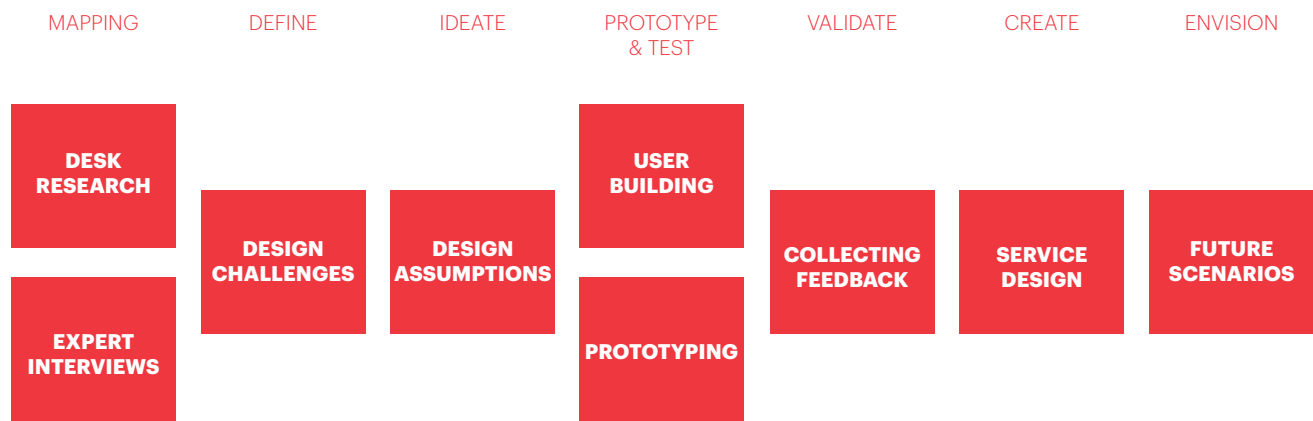 MAPPING
DEFINE
IDEATE
PROTOTYPE
& TEST
VALIDATE
CREATE
ENVISION
DESK
RESEARCH
EXPERT
INTERVIEWS
DESIGN
CHALLENGES
DESIGN
ASSUMPTIONS
USER
BUILDING
PROTOTYPING
COLLECTING
FEEDBACK
SERVICE
DESIGN
FUTURE
SCENARIOS